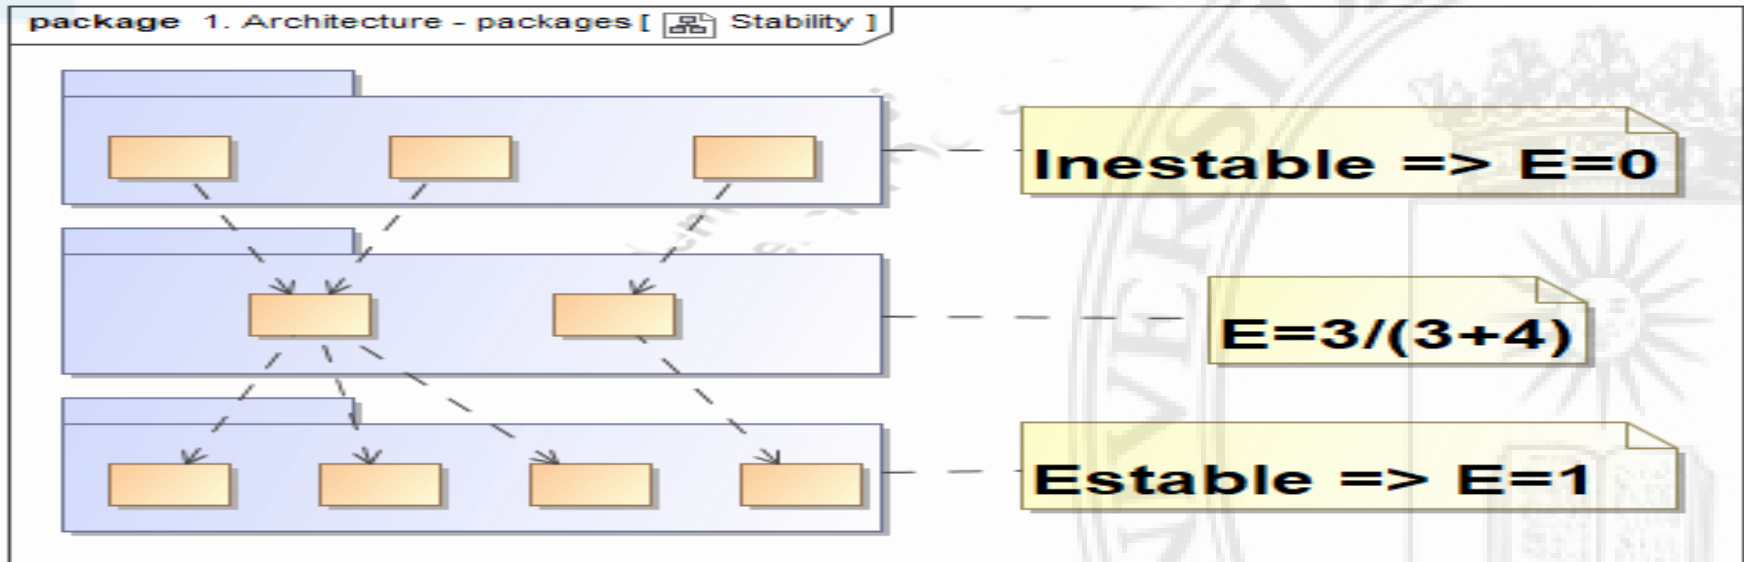 package 1. Architecture - packages [ Stability ]
Inestable => E=0
E=3/(3+4)
Estable => E=1